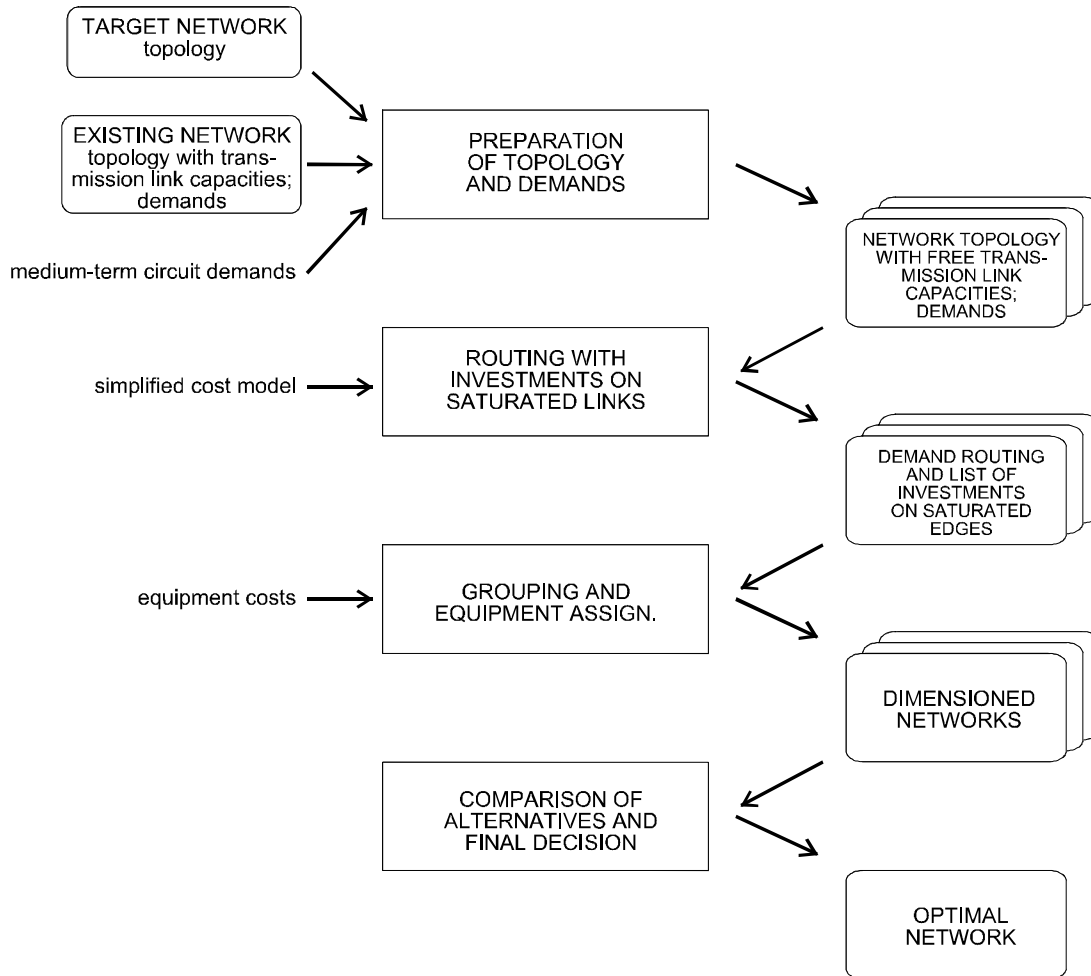 TARGET NETWORK
topology
EXISTING NETWORK
topology with trans-
mission link capacities;
demands
medium-term circuit demands
PREPARATION
OF TOPOLOGY
AND DEMANDS
NETWORK TOPOLOGY
WITH FREE TRANS-
MISSION LINK
CAPACITIES;
DEMANDS
simplified cost model
ROUTING WITH
INVESTMENTS ON
SATURATED LINKS
DEMAND ROUTING
AND LIST OF
INVESTMENTS
ON SATURATED
EDGES
equipment costs
GROUPING AND
EQUIPMENT ASSIGN.
DIMENSIONED
NETWORKS
COMPARISON OF
ALTERNATIVES AND
FINAL DECISION
OPTIMAL
NETWORK